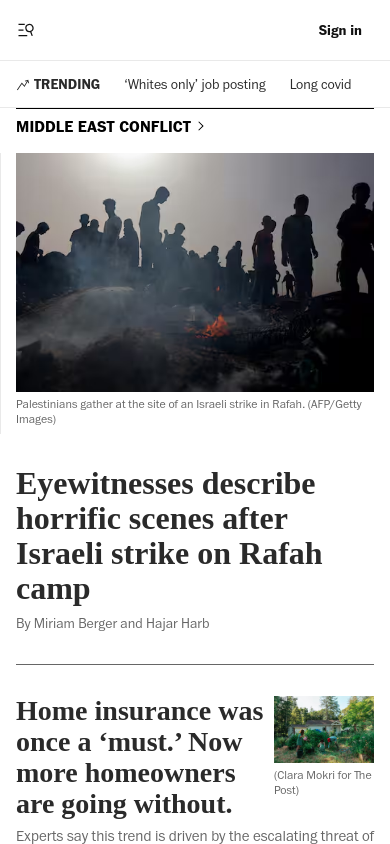 Sign in
TRENDING ‘Whites only’ job posting Long covid
MIDDLE EAST CONFLICT
Palestinians gather at the site of an Israeli strike in Rafah. (AFP/Getty
Images)
Eyewitnesses describe
horrific scenes after
Israeli strike on Rafah
camp
By Miriam Berger and Hajar Harb
Home insurance was
once a ‘must.’ Now
more homeowners
are going without.
(Clara Mokri for The
Post)
Experts say this trend is driven by the escalating threat of